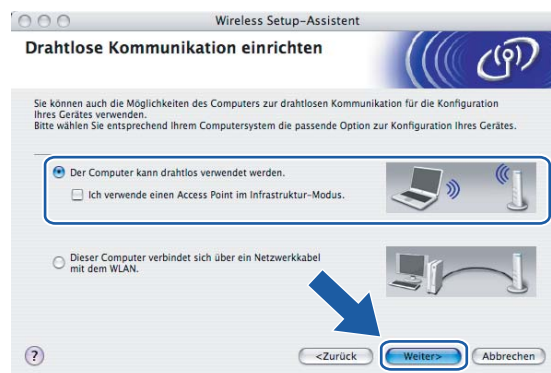 Wireless Setup-Assistent
Drahtlose Kommunikation einrichten
Sie können auch die Möglichkeiten des Computers zur drahtlosen Kommunikation für die Konfiguration
Ihres Gerätes verwenden.
Bitte wählen Sie entsprechend Ihrem Computersystem die passende Option zur Konfiguration Ihres Gerätes.
Der Computer kann drahtlos verwendet werden.
Ich verwende einen Access Point im Infrastruktur-Modus.
Dieser Computer verbindet sich über ein Netzwerkkabel
mit dem WLAN.
? <Zurück Weiter> Abbrechen